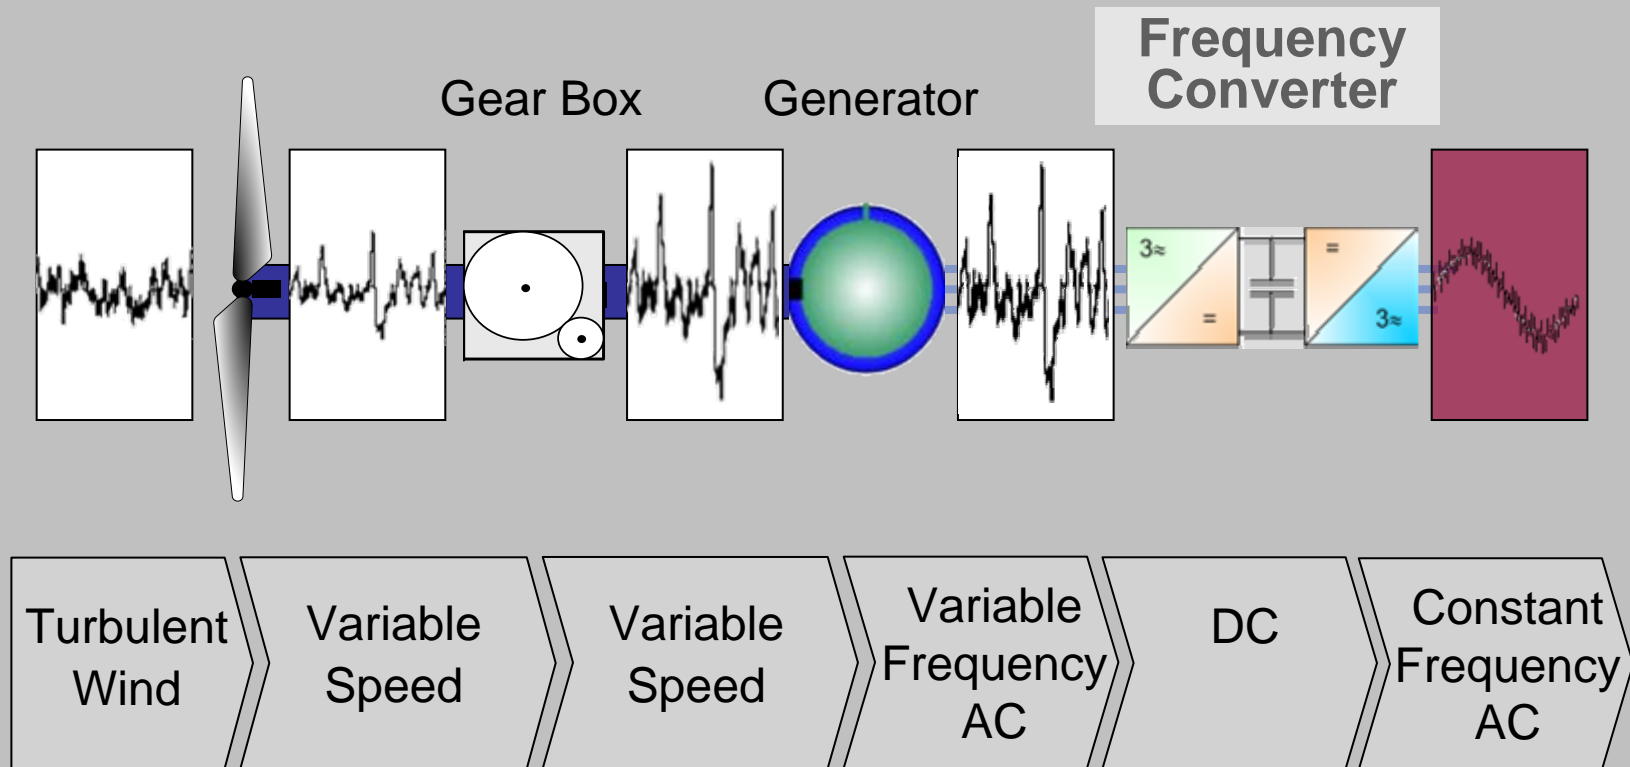 Frequency
Converter
Gear Box
Generator
3≈
=
=
3≈
Turbulent
Wind
Variable
Speed
Variable
Speed
Variable
Frequency
AC
DC
Constant
Frequency
AC